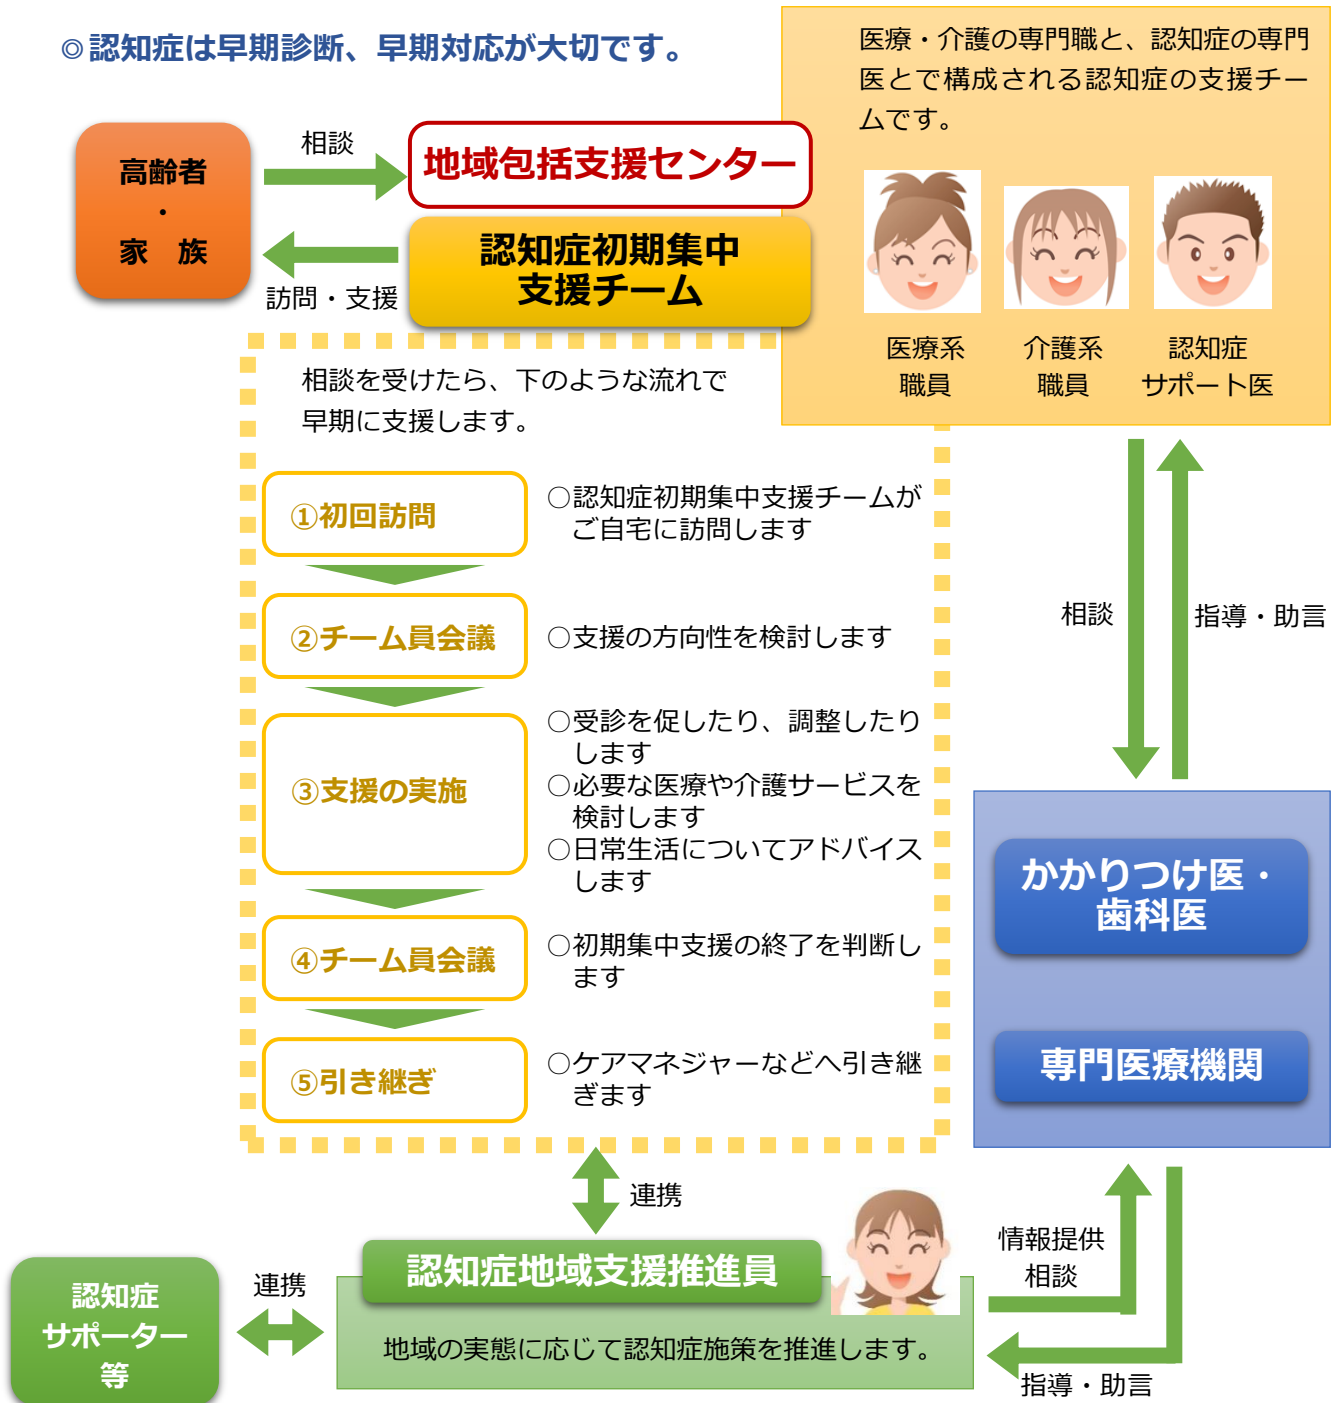 ◎認知症は早期診断、早期対応が大切です。
医療・介護の専門職と、認知症の専門
医とで構成される認知症の支援チー
ムです。
高齢者
・
家　族
相談
地域包括支援センター
認知症初期集中
支援チーム
訪問・支援
医療系
職員
介護系
職員
認知症
サポート医
相談を受けたら、下のような流れで
早期に支援します。
①初回訪問
○認知症初期集中支援チームが
ご自宅に訪問します
②チーム員会議
○支援の方向性を検討します
③支援の実施
○受診を促したり、調整したり
します
○必要な医療や介護サービスを
検討します
○日常生活についてアドバイス
します
④チーム員会議
○初期集中支援の終了を判断し
ます
⑤引き継ぎ
○ケアマネジャーなどへ引き継
ぎます
相談
指導・助言
かかりつけ医・
歯科医
専門医療機関
連携
認知症地域支援推進員
地域の実態に応じて認知症施策を推進します。
情報提供
相談
指導・助言
連携
認知症
サポーター
等